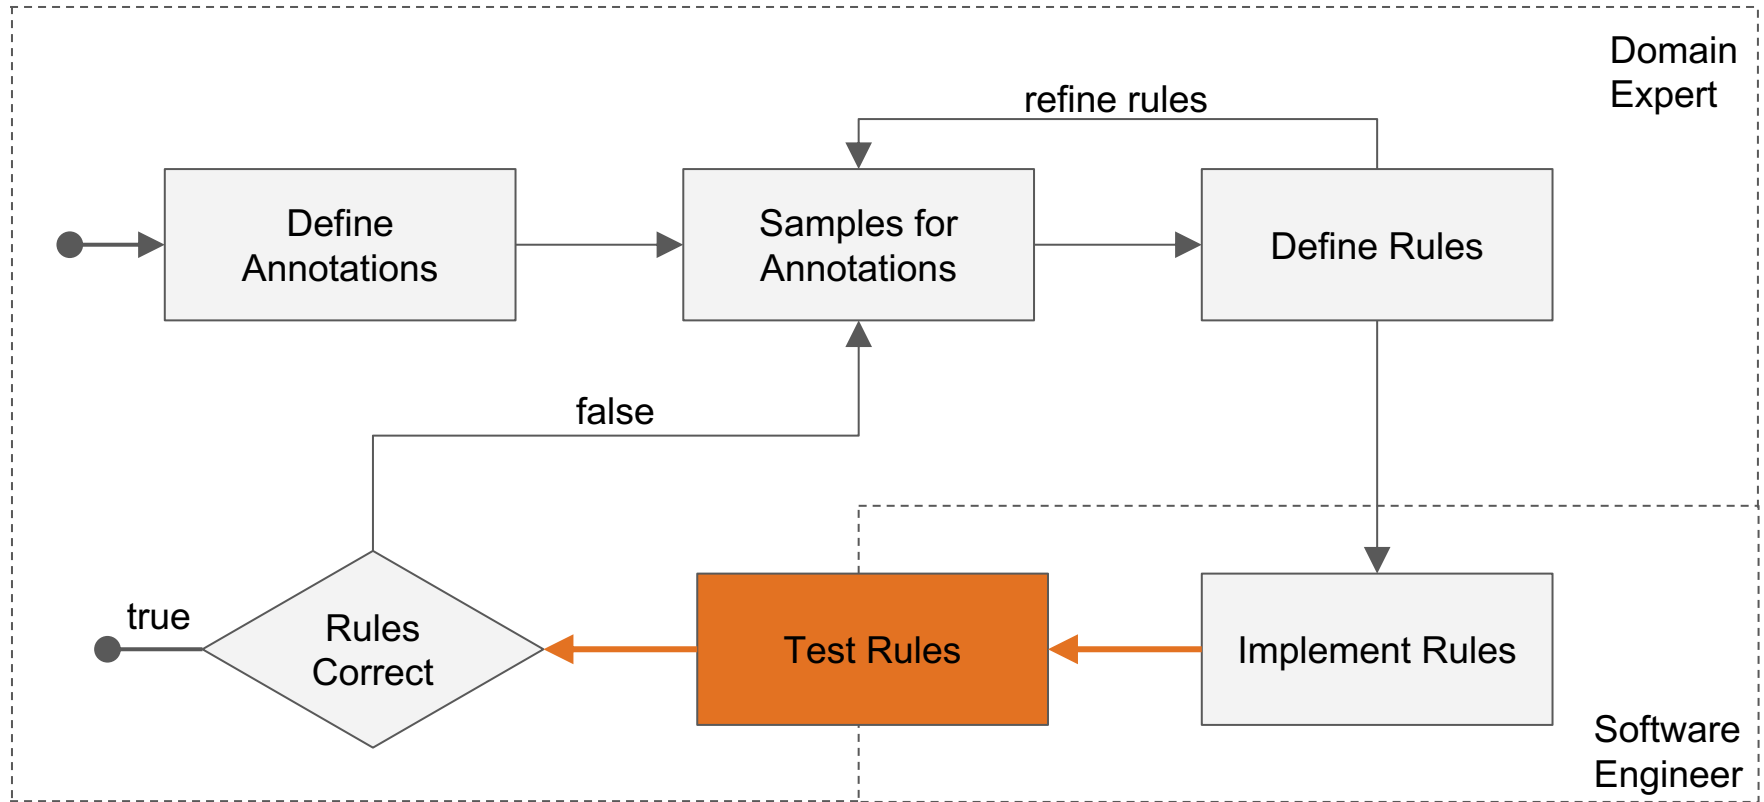 Domain
Expert
refine rules
Define
Annotations
Samples for
Annotations
Define Rules
false
true
Rules
Correct
Test Rules
Implement Rules
Software
Engineer